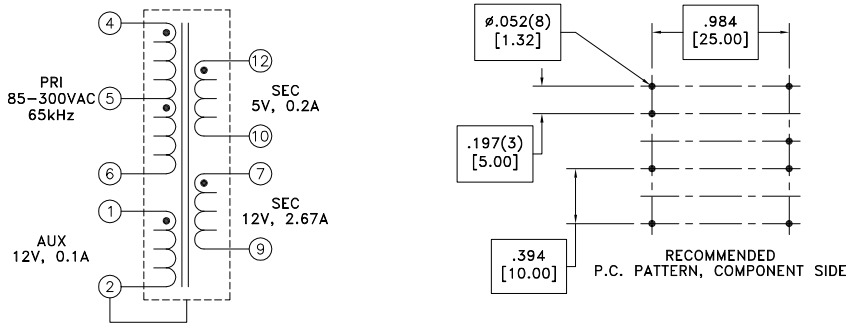 4
PRI
85-300VAC
65kHz
5
6
1
AUX
12V, 0.1A
2
12
SEC
5V, 0.2A
10
7
SEC
12V, 2.67A
9
ø.052(8)
[1.32]
.984
[25.00]
.197(3)
[5.00]
.394
[10.00]
RECOMMENDED
P.C. PATTERN, COMPONENT SIDE